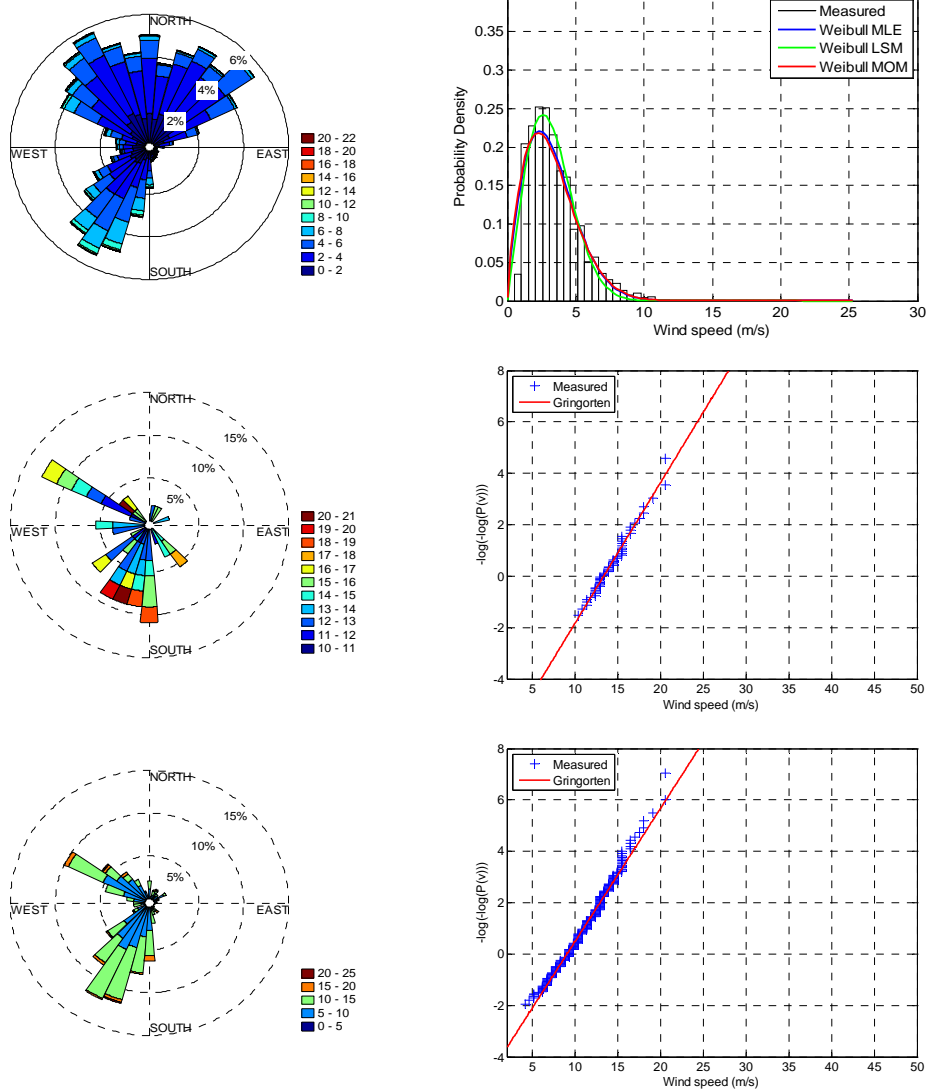 NORTH
6%
4%
2%
WEST
EAST
SOUTH
20 - 22
18 - 20
16 - 18
14 - 16
12 - 14
10 - 12
8 - 10
6 - 8
4 - 6
2 - 4
0 - 2
Measured
Weibull MLE
Weibull LSM
Weibull MOM
Probability Density
0.35
0.3
0.25
0.2
0.15
0.1
0.05
0
0 5 10 15 20 25 30
Wind speed (m/s)
NORTH
15%
10%
5%
WEST
EAST
SOUTH
20 - 21
19 - 20
18 - 19
17 - 18
16 - 17
15 - 16
14 - 15
13 - 14
12 - 13
11 - 12
10 - 11
Measured
Gringorten
-log(-log(P(v)))
8
6
4
2
0
-2
-4
5 10 15 20 25 30 35 40 45 50
Wind speed (m/s)
NORTH
15%
10%
5%
WEST
EAST
SOUTH
20 - 25
15 - 20
10 - 15
5 - 10
0 - 5
Measured
Gringorten
-log(-log(P(v)))
8
6
4
2
0
-2
-4
5 10 15 20 25 30 35 40 45 50
Wind speed (m/s)